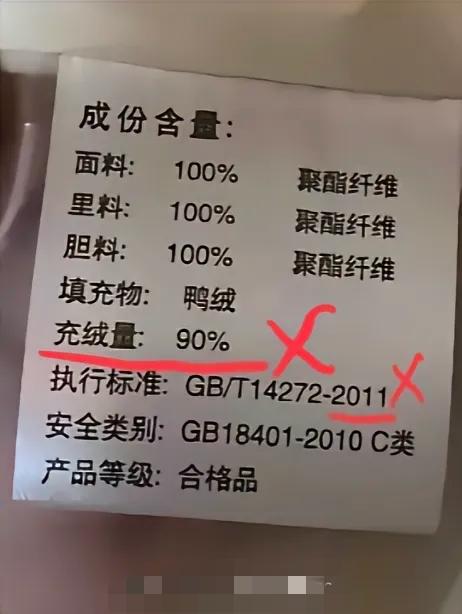 成份含量:
面料: 100% 聚酯纤维
里料: 100% 聚酯纤维
胆料: 100% 聚酯纤维
填充物: 鸭绒
充绒量: 90%
执行标准: GB/T14272-2011
安全类别: GB18401-2010 C类
产品等级: 合格品